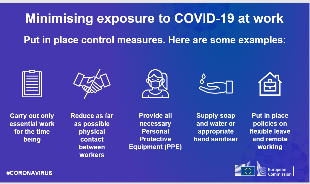 Minimising exposure to COVID-19 at work
Put in place control measures. Here are some examples:
Carry out only
essential work
for the time
being
Reduce as far
as possible
physical
contact
between
workers
Provide all
necessary
Personal
Protective
Equipment (PPE)
Supply soap
and water or
appropriate
hand sanitiser
Put in place
policies on
flexible leave
and remote
working
#CORONAVIRUS
European
Commission